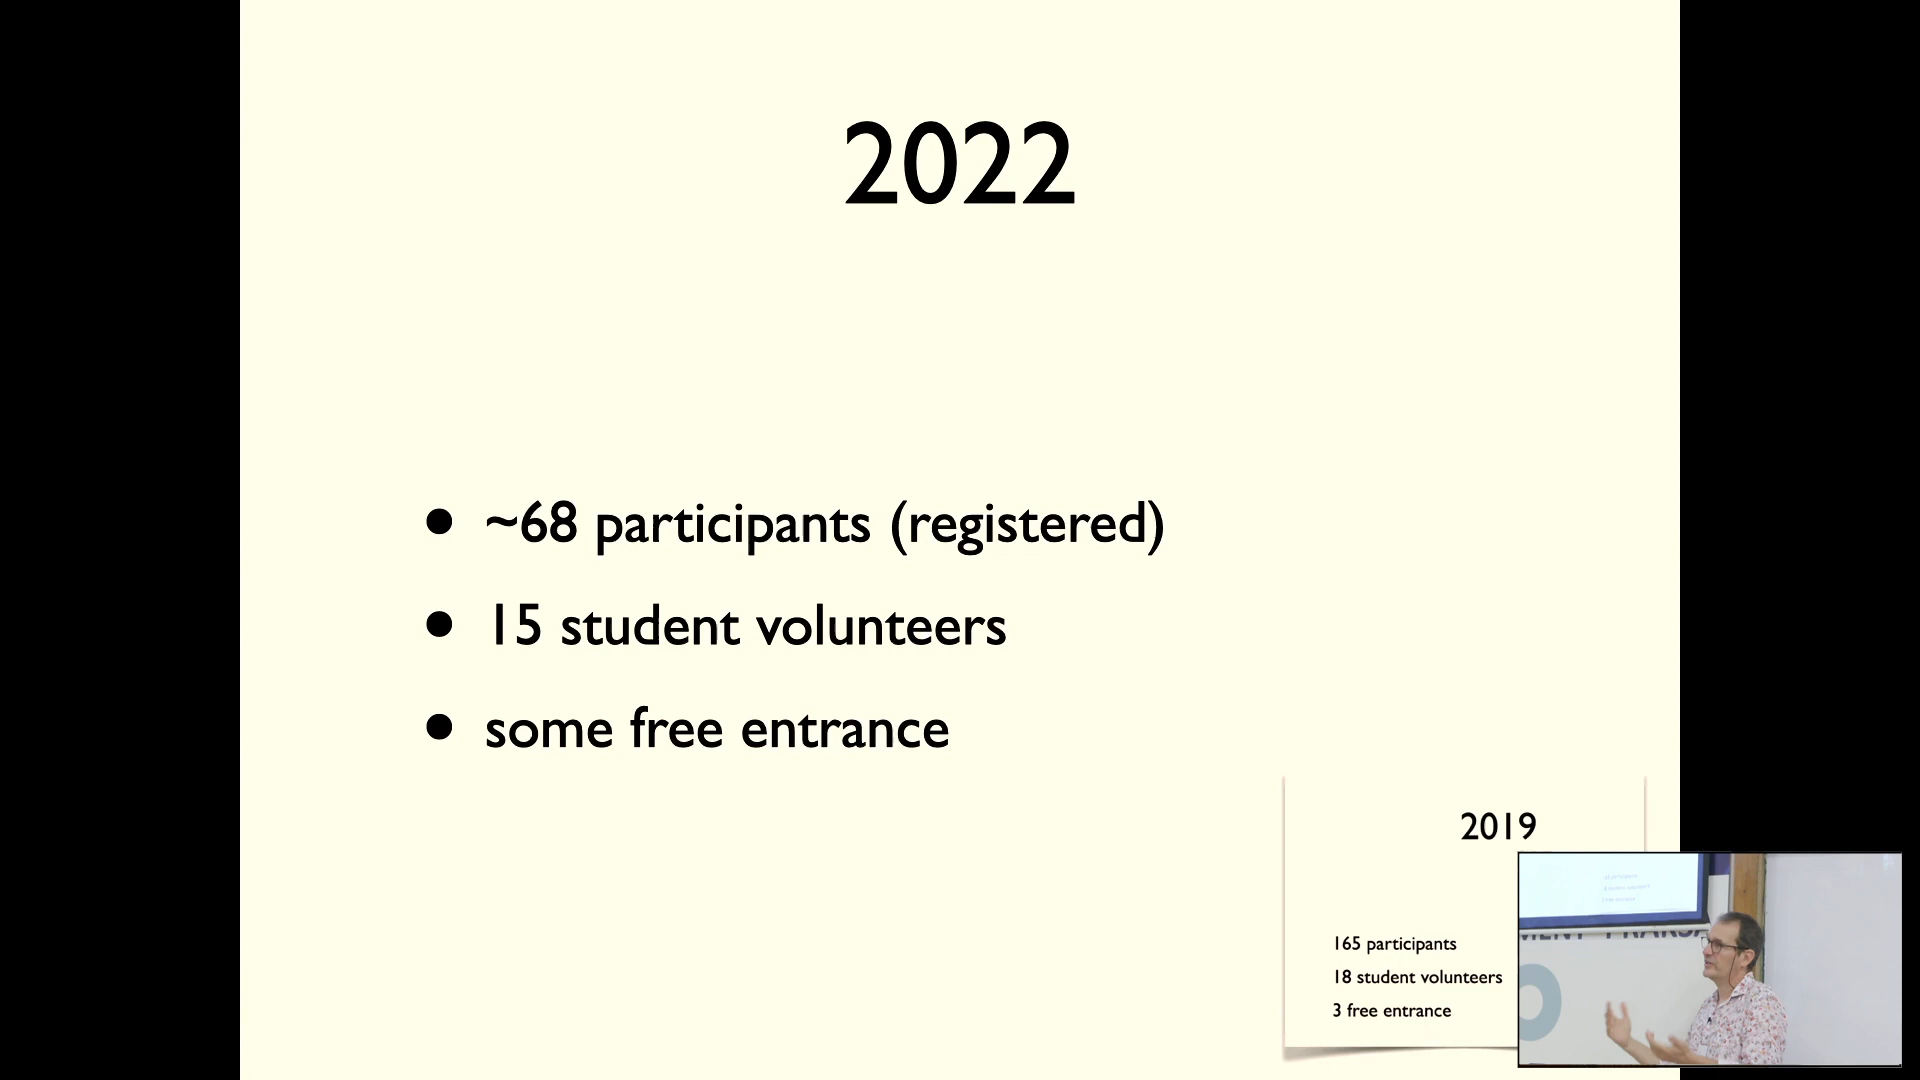 2022
• ~68 participants (registered)
• 15 student volunteers
• some free entrance
2019
165 participants
18 student volunteers
3 free entrance